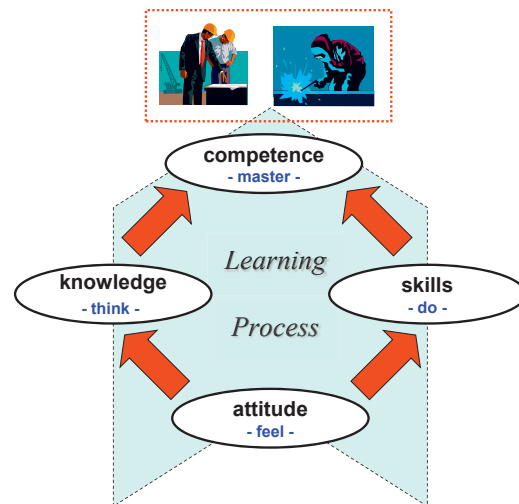 competence
- master -
Learning
knowledge
- think -
skills
- do -
Process
attitude
- feel -